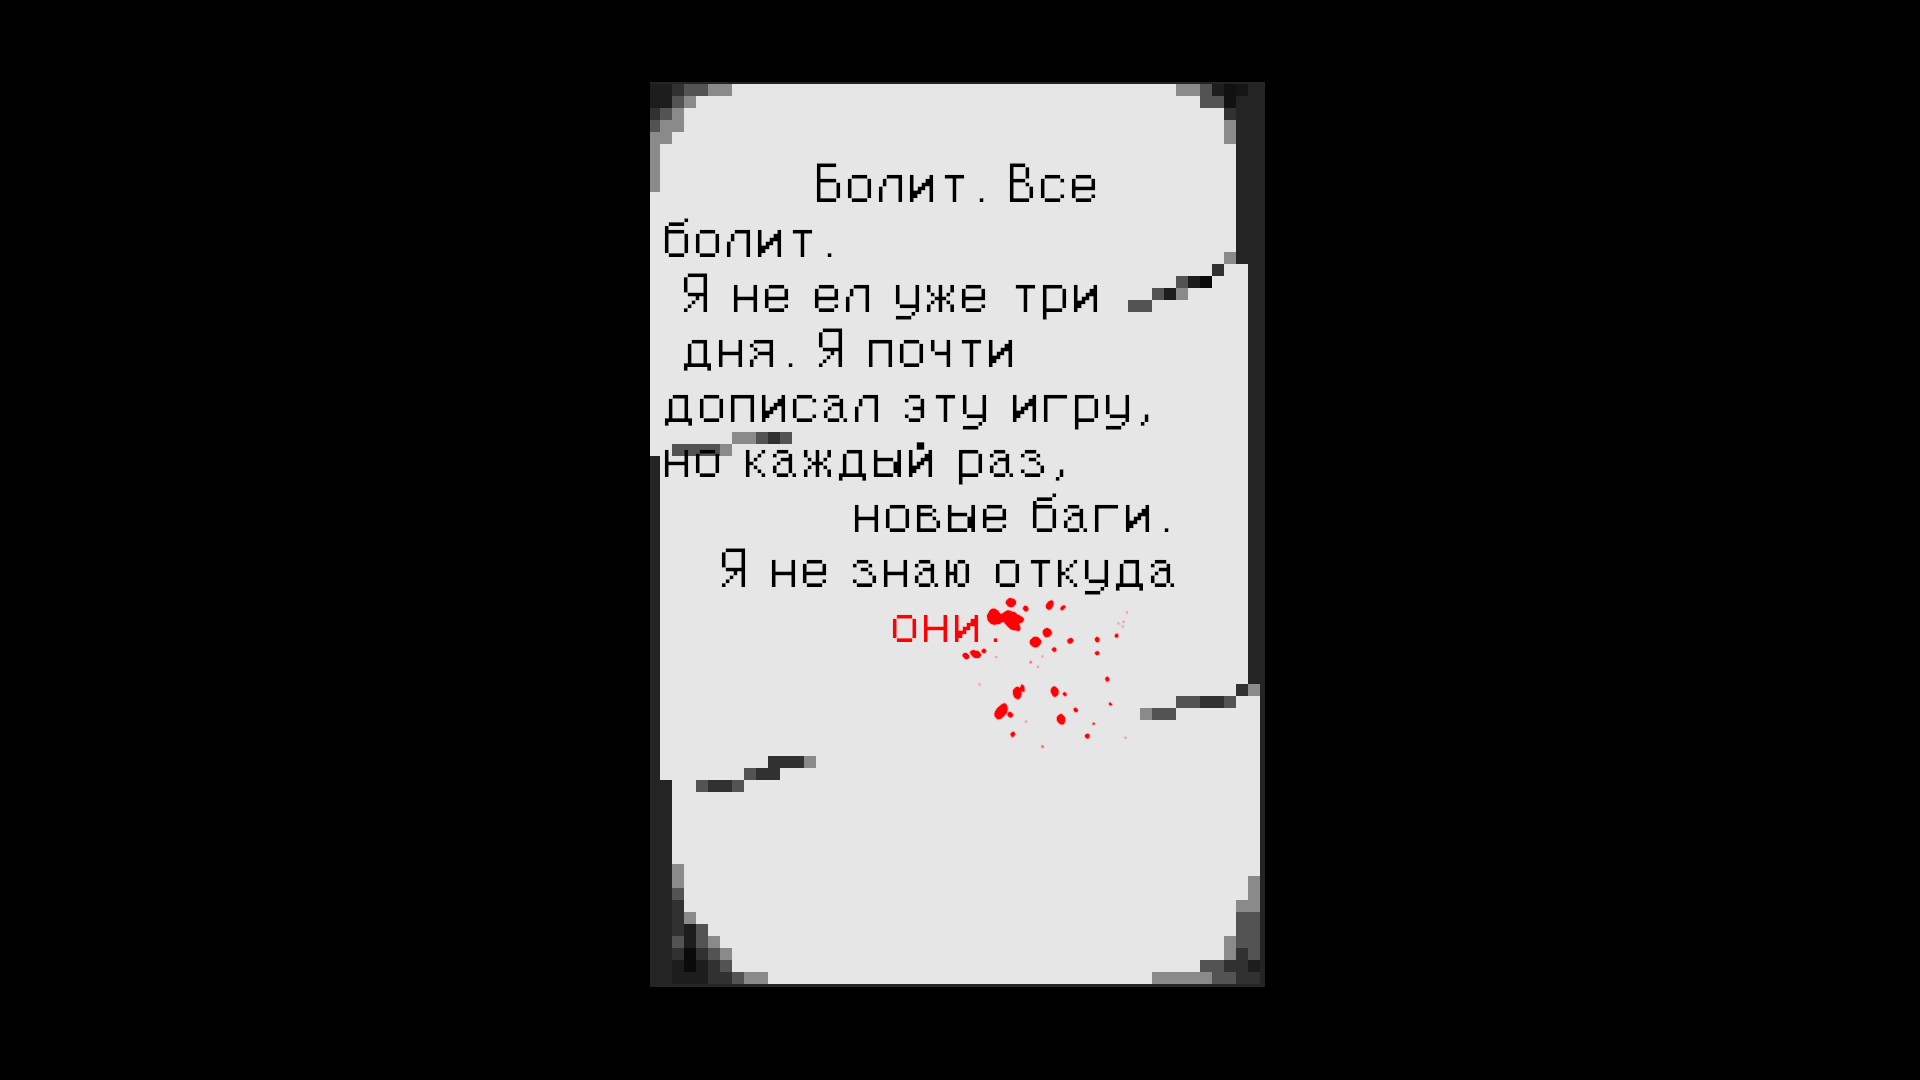 Болит. Все
болит.
Я не ел уже три
дня. Я почти
дописал эту игру,
но каждый раз,
новые баги.
Я не знаю откуда
они.